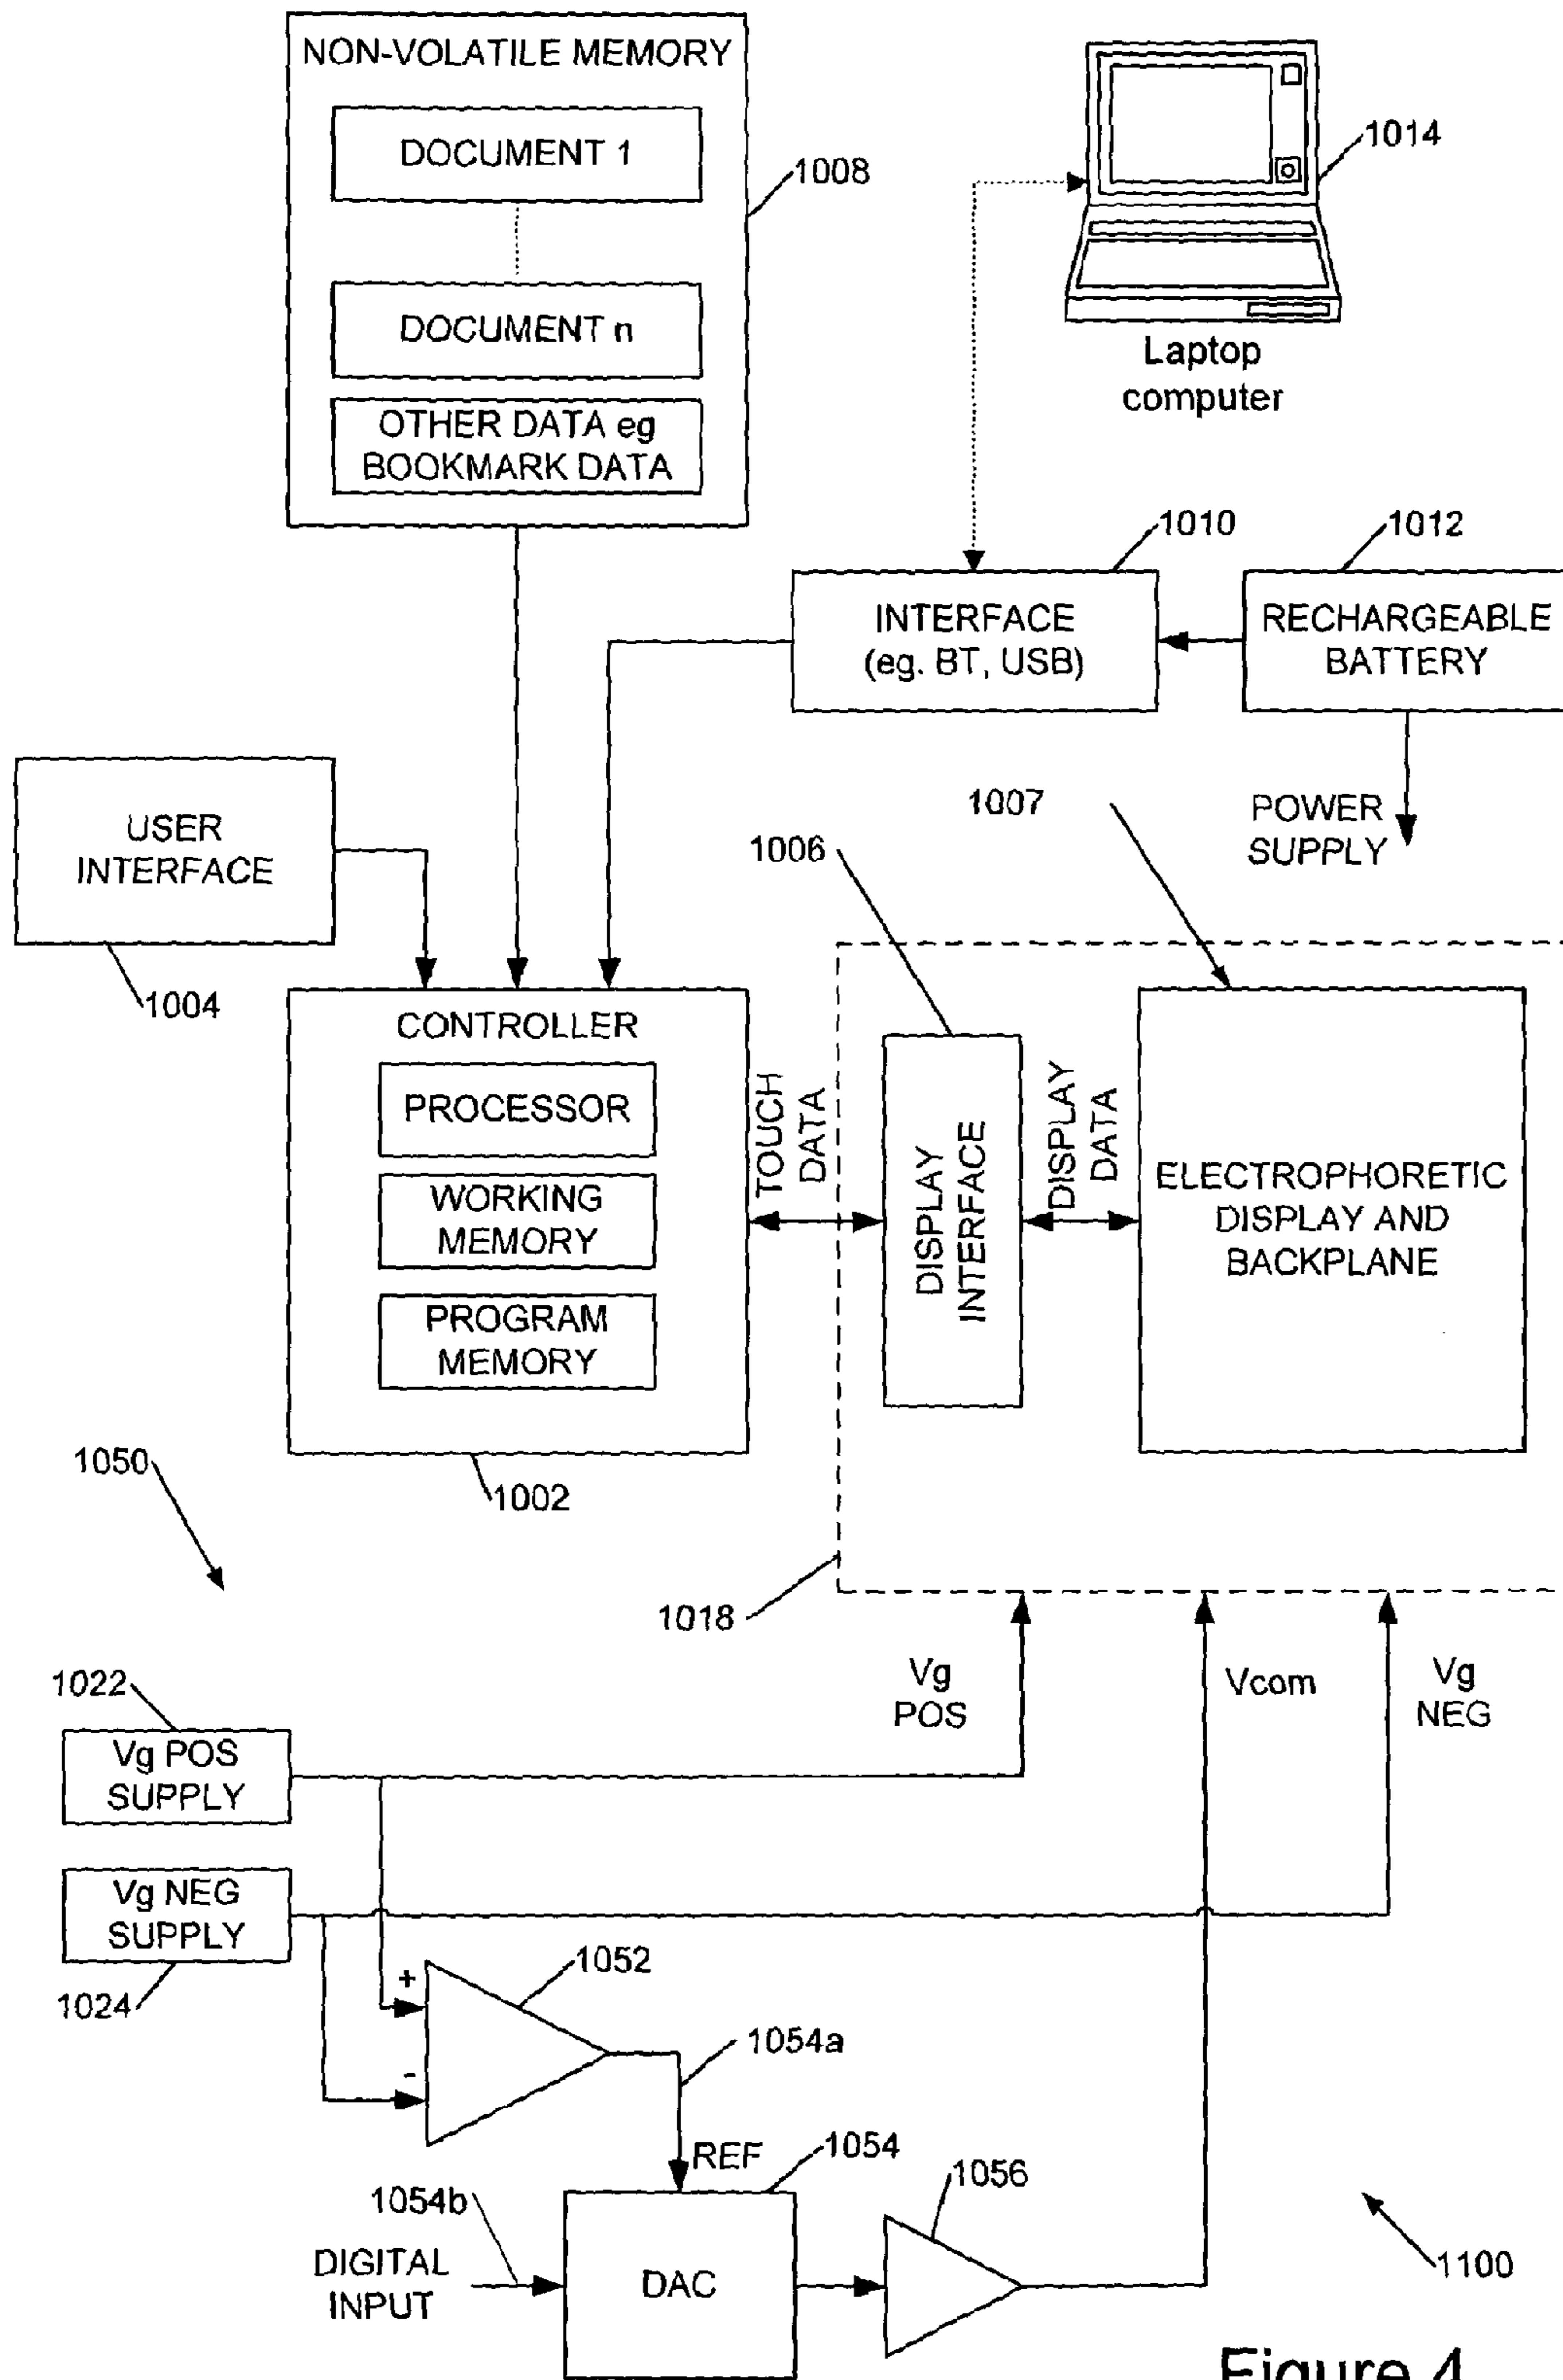 NON-VOLATILE MEMORY
DOCUMENT 1
DOCUMENT n
OTHER DATA eg
BOOKMARK DATA
1008
1014
Laptop
computer
1010
1012
INTERFACE
(eg. BT, USB)
RECHARGEABLE
BATTERY
POWER
SUPPLY
USER
INTERFACE
1004
1007
1006
CONTROLLER
PROCESSOR
WORKING
MEMORY
PROGRAM
MEMORY
1002
TOUCH
DATA
DISPLAY
INTERFACE
DISPLAY
DATA
ELECTROPHORETIC
DISPLAY AND
BACKPLANE
1050
1018
Vg
POS
Vcom
Vg
NEG
1022
Vg POS
SUPPLY
Vg NEG
SUPPLY
1024
+
-
1052
1054a
REF
1054
1054b
DIGITAL
INPUT
DAC
1056
1100
Figure 4